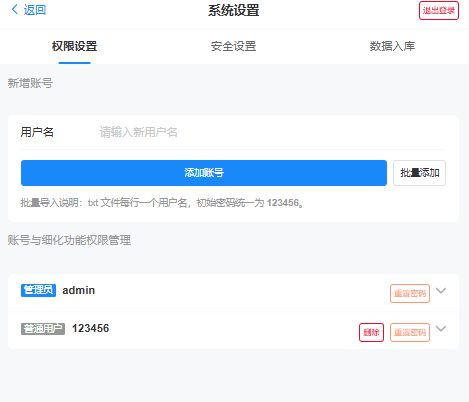 返回
系统设置
退出登录
权限设置
安全设置
数据入库
新增账号
用户名
请输入新用户名
添加账号
批量添加
批量导入说明：txt 文件每行一个用户名，初始密码统一为 123456。
账号与细化功能权限管理
管理员 admin
重置密码
普通用户 123456
删除
重置密码